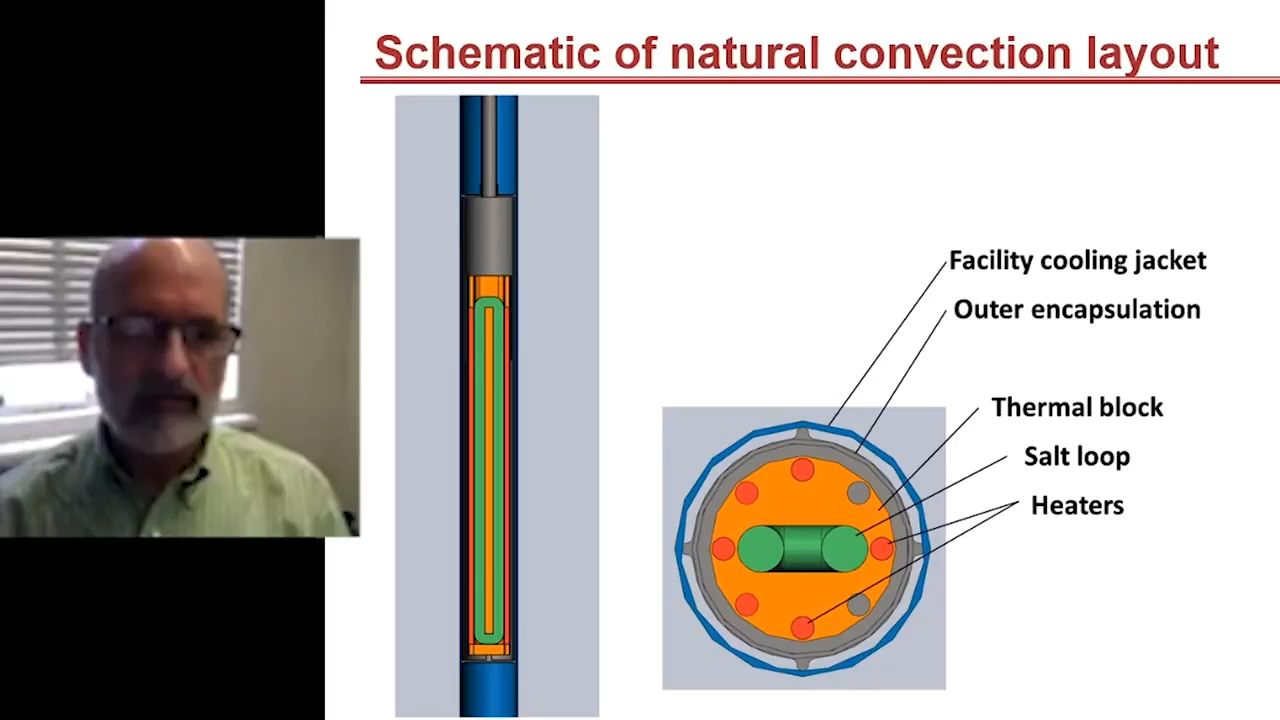 Schematic of natural convection layout
Facility cooling jacket
Outer encapsulation
Thermal block
Salt loop
Heaters